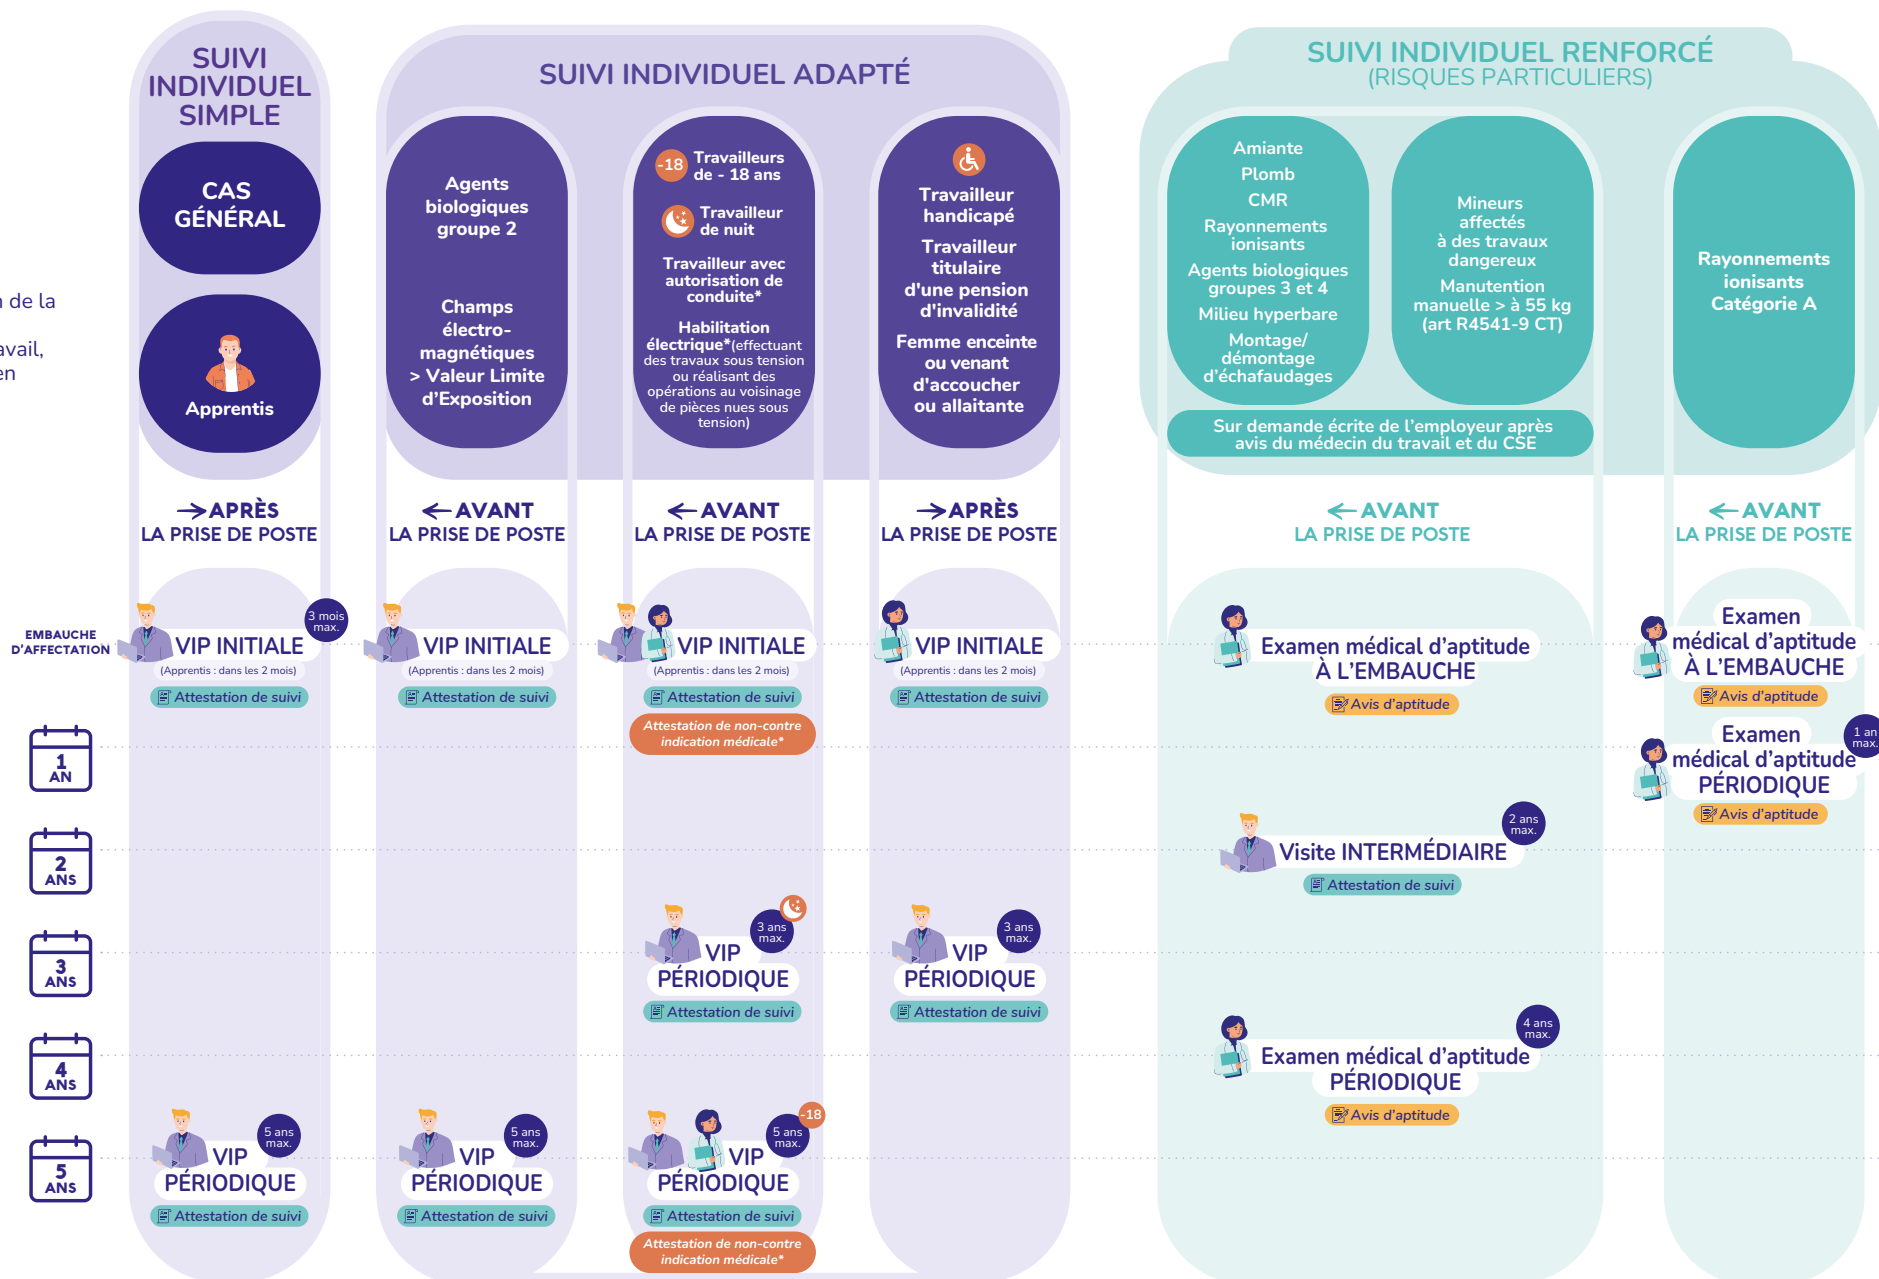 SUIVI
INDIVIDUEL
SIMPLE
CAS
GÉNÉRAL
Apprentis
n de la
avail,
en
SUIVI INDIVIDUEL ADAPTÉ
Agents
biologiques
groupe 2
Champs
électro-
magnétiques
> Valeur Limite
d'Exposition
-18
Travailleurs
de - 18 ans
Travailleur
de nuit
Travailleur avec
autorisation de
conduite*
Habilitation
électrique*(effectuant
des travaux sous tension
ou réalisant des
opérations au voisinage
de pièces nues sous
tension)
Travailleur
handicapé
Travailleur
titulaire
d'une pension
d'invalidité
Femme enceinte
ou venant
d'accoucher
ou allaitante
SUIVI INDIVIDUEL RENFORCÉ
(RISQUES PARTICULIERS)
Amiante
Plomb
CMR
Rayonnements
ionisants
Agents biologiques
groupes 3 et 4
Milieu hyperbare
Montage/
démontage
d'échafaudages
Mineurs
affectés
à des travaux
dangereux
Manutention
manuelle > à 55 kg
(art R4541-9 CT)
Sur demande écrite de l'employeur après
avis du médecin du travail et du CSE
Rayonnements
ionisants
Catégorie A
→ APRÈS
LA PRISE DE POSTE
← AVANT
LA PRISE DE POSTE
← AVANT
LA PRISE DE POSTE
→ APRÈS
LA PRISE DE POSTE
← AVANT
LA PRISE DE POSTE
← AVANT
LA PRISE DE POSTE
EMBAUCHE
D'AFFECTATION
3 mois
max.
VIP INITIALE
(Apprentis : dans les 2 mois)
Attestation de suivi
VIP INITIALE
(Apprentis : dans les 2 mois)
Attestation de suivi
VIP INITIALE
(Apprentis : dans les 2 mois)
Attestation de suivi
Attestation de non-contre
indication médicale*
VIP INITIALE
(Apprentis : dans les 2 mois)
Attestation de suivi
Examen médical d'aptitude
À L'EMBAUCHE
Avis d'aptitude
Examen
médical d'aptitude
À L'EMBAUCHE
Avis d'aptitude
1
AN
Examen
médical d'aptitude
PÉRIODIQUE
1 an
max.
Avis d'aptitude
2
ANS
Visite INTERMÉDIAIRE
2 ans
max.
Attestation de suivi
3
ANS
3 ans
max.
VIP
PÉRIODIQUE
Attestation de suivi
3 ans
max.
VIP
PÉRIODIQUE
Attestation de suivi
4
ANS
4 ans
max.
Examen médical d'aptitude
PÉRIODIQUE
Avis d'aptitude
5
ANS
5 ans
max.
VIP
PÉRIODIQUE
Attestation de suivi
5 ans
max.
VIP
PÉRIODIQUE
Attestation de suivi
-18
5 ans
max.
VIP
PÉRIODIQUE
Attestation de suivi
Attestation de non-contre
indication médicale*